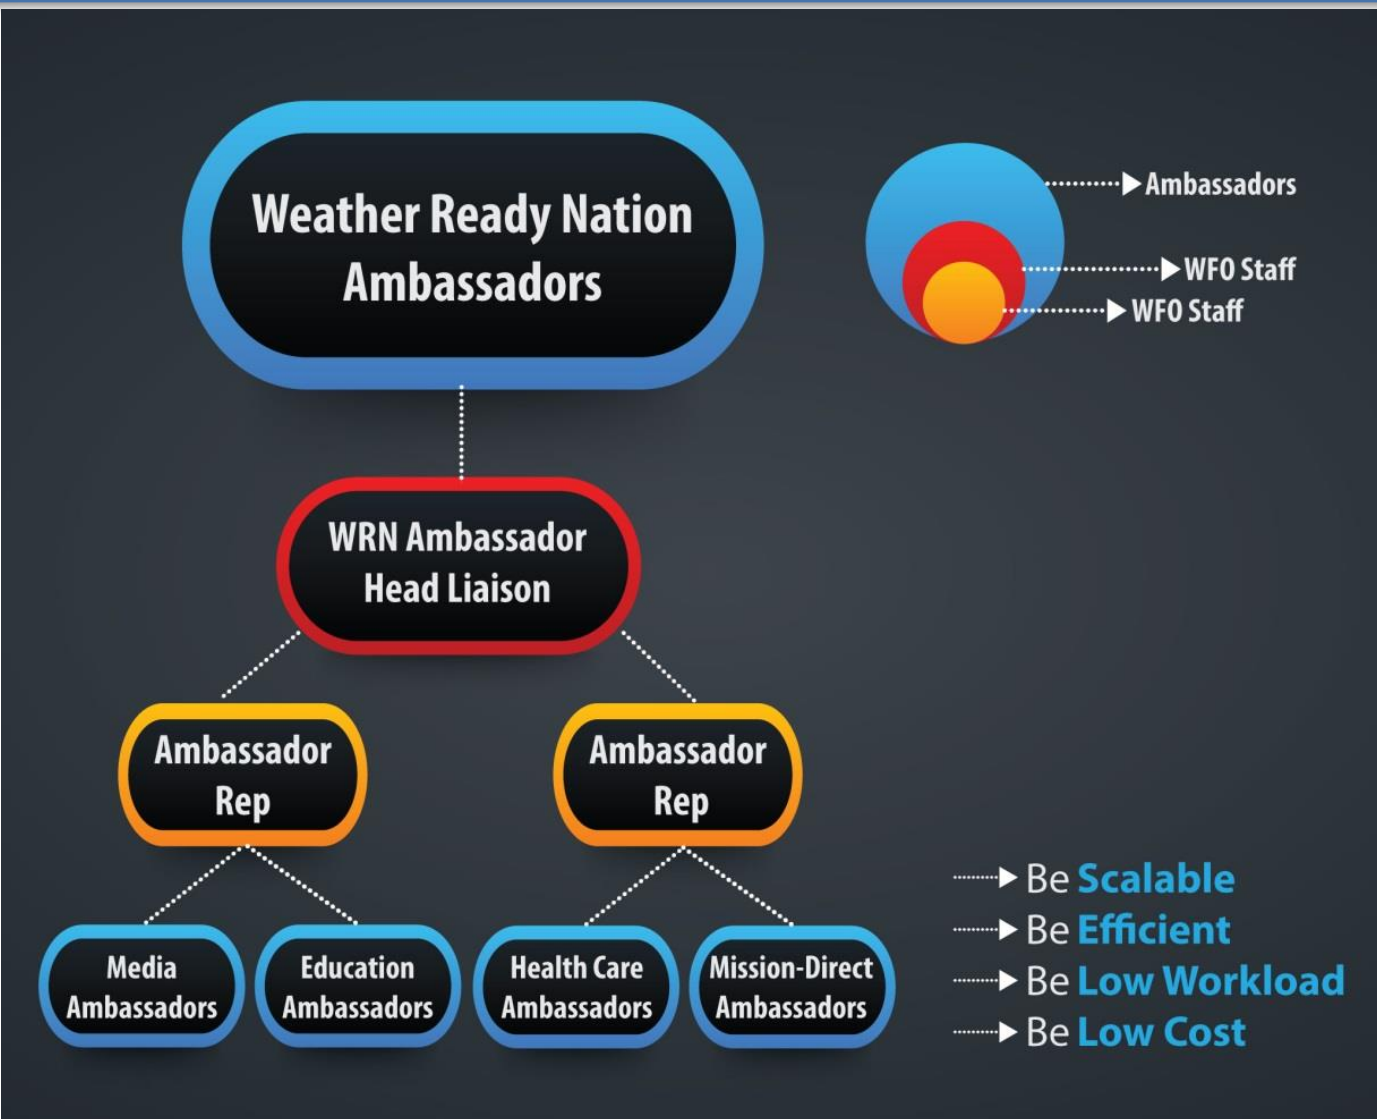 Weather Ready Nation
Ambassadors
Ambassadors
WFO Staff
WFO Staff
WRN Ambassador
Head Liaison
Ambassador
Rep
Ambassador
Rep
Media
Ambassadors
Education
Ambassadors
Health Care
Ambassadors
Mission-Direct
Ambassadors
Be Scalable
Be Efficient
Be Low Workload
Be Low Cost